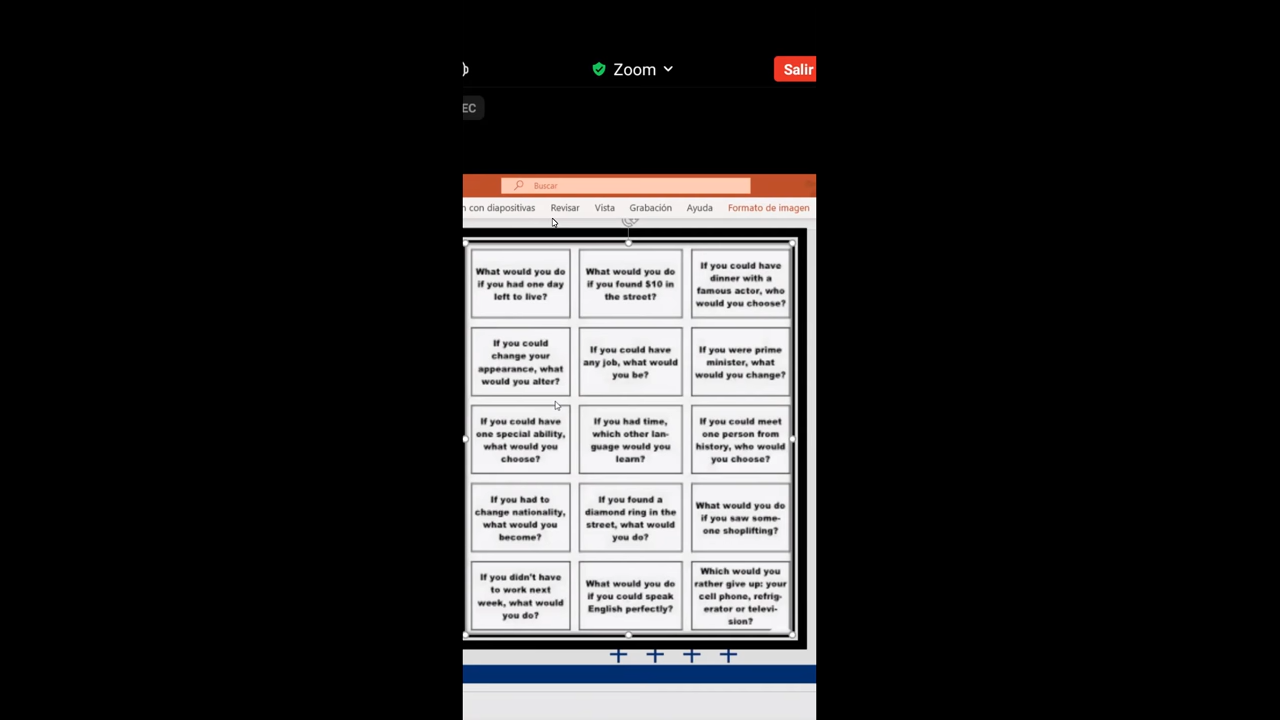 Zoom
Salir
EC
Buscar
n con diapositivas Revisar Vista Grabación Ayuda Formato de imagen
What would you do
if you had one day
left to live?
What would you do
if you found $10 in
the street?
If you could have
dinner with a
famous actor, who
would you choose?
If you could
change your
appearance, what
would you alter?
If you could have
any job, what would
you be?
If you were prime
minister, what
would you change?
If you could have
one special ability,
what would you
choose?
If you had time,
which other lan-
guage would you
learn?
If you could meet
one person from
history, who would
you choose?
If you had to
change nationality,
what would you
become?
If you found a
diamond ring in the
street, what would
you do?
What would you do
if you saw some-
one shoplifting?
If you didn't have
to work next
week, what would
you do?
What would you do
if you could speak
English perfectly?
Which would you
rather give up: your
cell phone, refrig-
erator or televi-
sion?